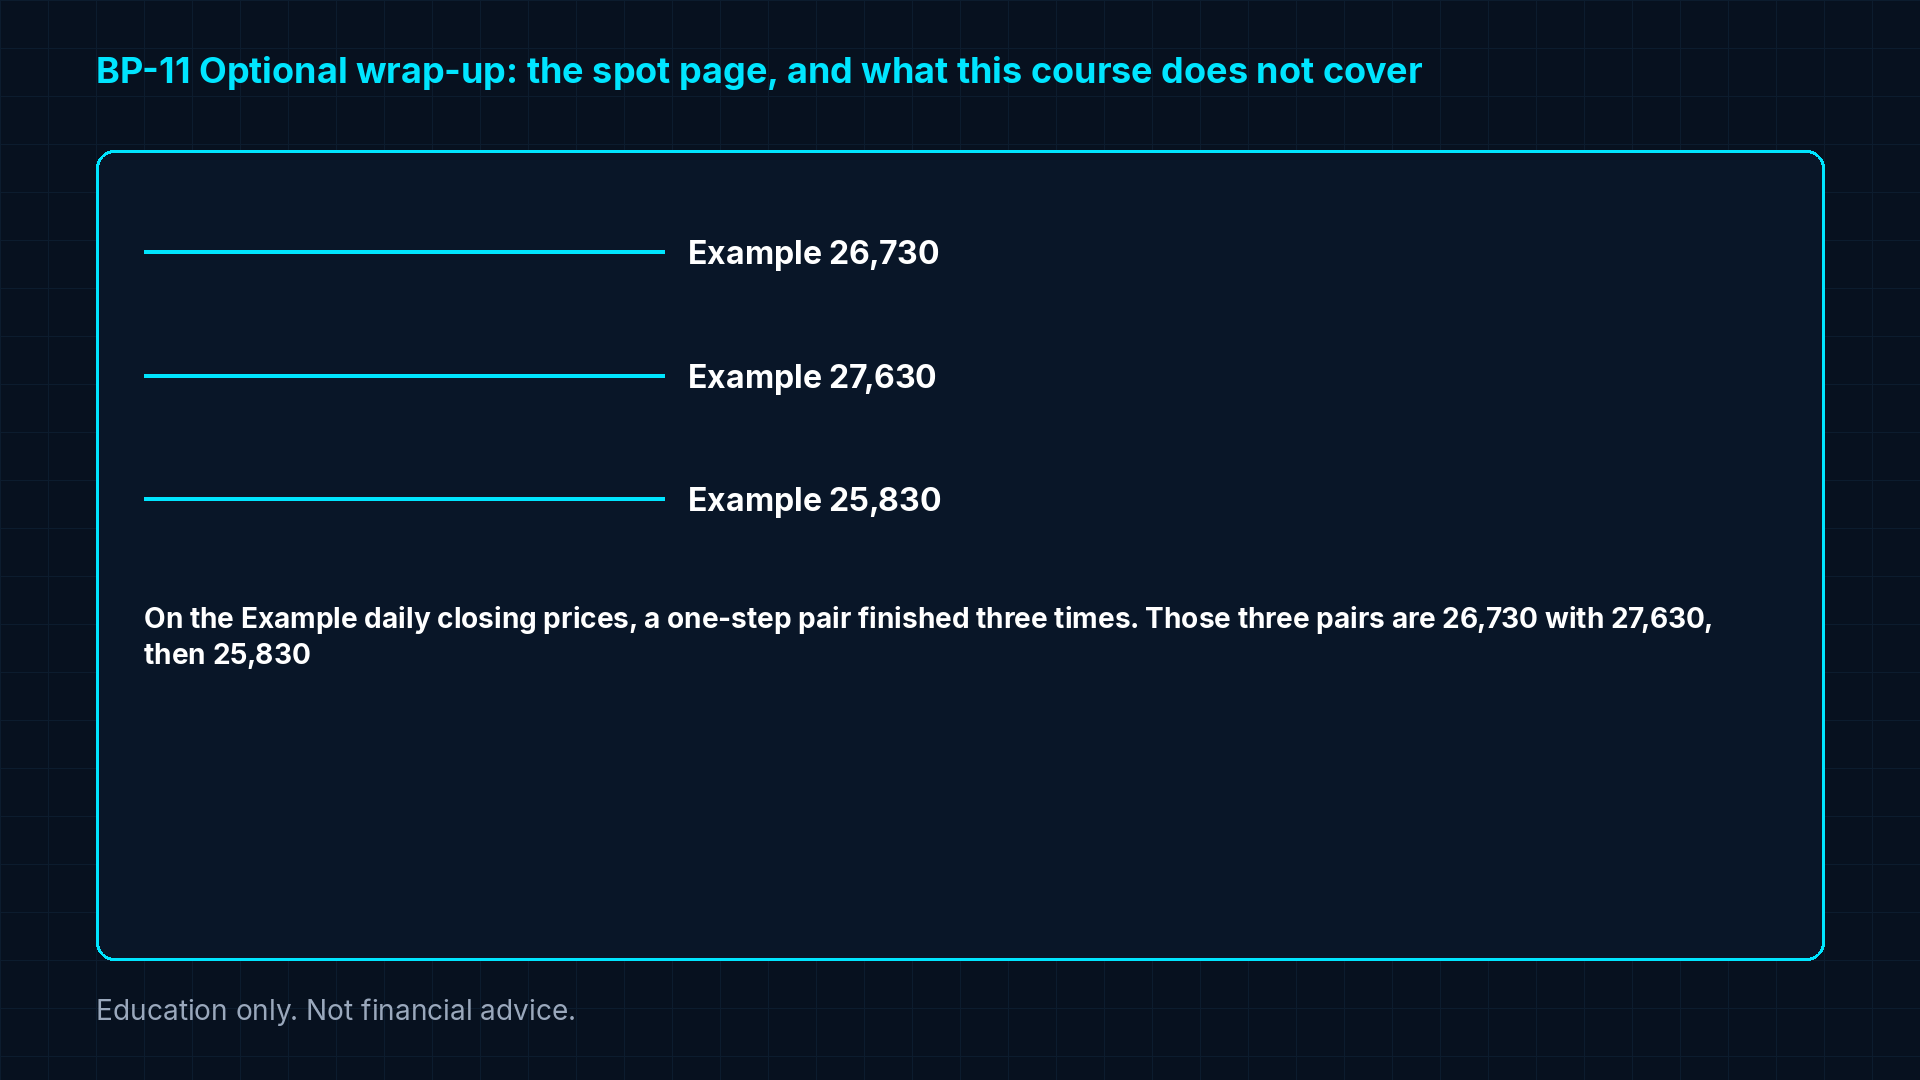 BP-11 Optional wrap-up: the spot page, and what this course does not cover
Example 26,730
Example 27,630
Example 25,830
On the Example daily closing prices, a one-step pair finished three times. Those three pairs are 26,730 with 27,630,
then 25,830
Education only. Not financial advice.